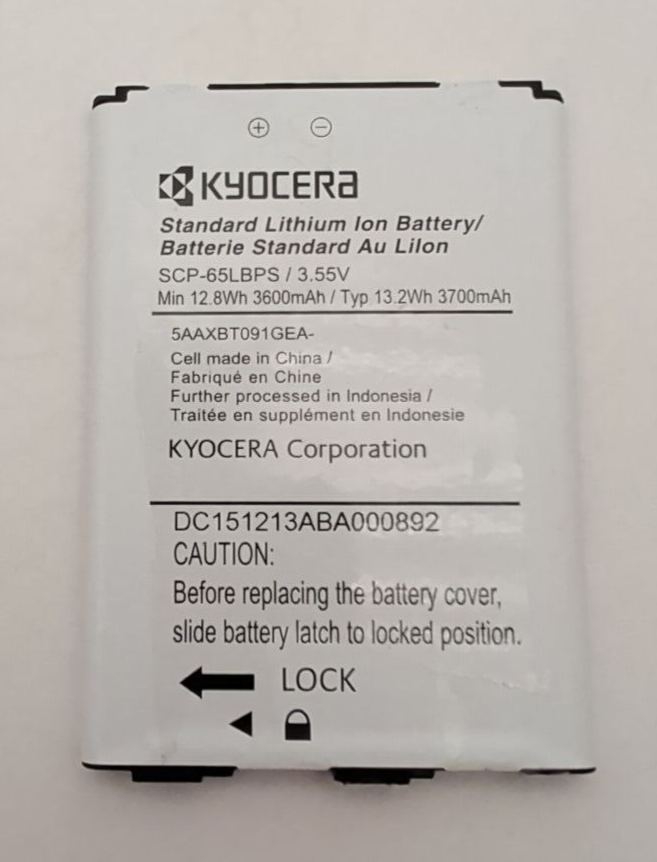 KYOCERA
Standard Lithium Ion Battery/
Batterie Standard Au LiIon
SCP-65LBPS / 3.55V
Min 12.8Wh 3600mAh / Typ 13.2Wh 3700mAh
5AAXBT091GEA-
Cell made in China /
Fabriqué en Chine
Further processed in Indonesia /
Traitée en supplément en Indonesie
KYOCERA Corporation
DC151213ABA000892
CAUTION:
Before replacing the battery cover,
slide battery latch to locked position.
LOCK